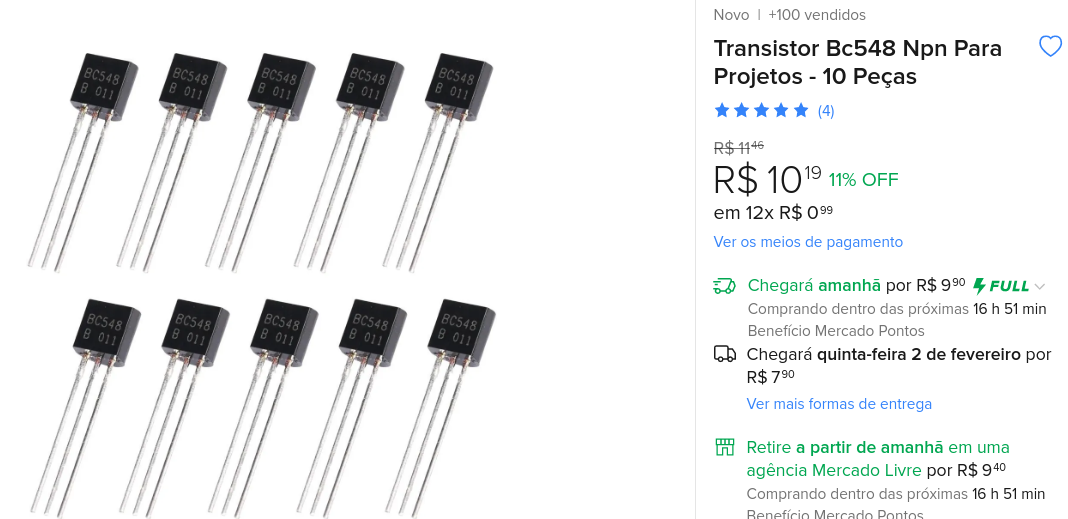 BC548
B 011
BC548
B 011
BC548
B 011
BC548
B 011
BC548
B 011
BC548
B 011
BC548
B 011
BC548
B 011
BC548
B 011
BC548
B 011
Novo | +100 vendidos
Transistor Bc548 Npn Para
Projetos - 10 Peças
(4)
R$ 11 46
R$ 10 19 11% OFF
em 12x R$ 0 99
Ver os meios de pagamento
Chegará amanhã por R$ 9 90 FULL
Comprando dentro das próximas 16 h 51 min
Benefício Mercado Pontos
Chegará quinta-feira 2 de fevereiro por
R$ 7 90
Ver mais formas de entrega
Retire a partir de amanhã em uma
agência Mercado Livre por R$ 9 40
Comprando dentro das próximas 16 h 51 min
Benefício Mercado Pontos